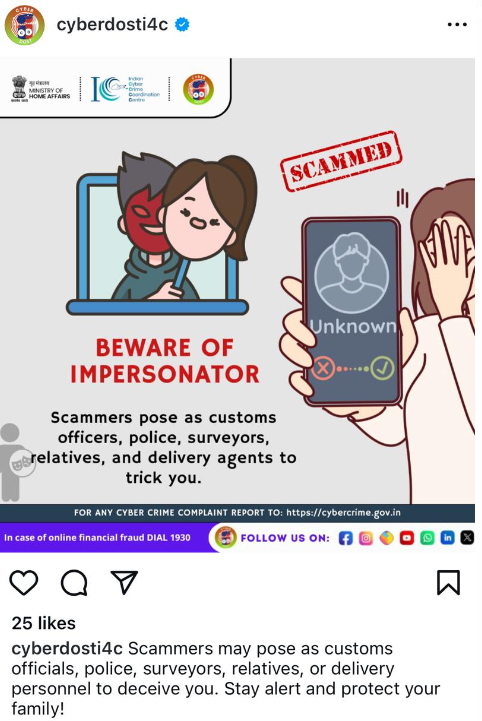 cyberdosti4c
गृह मंत्रालय
MINISTRY OF
HOME AFFAIRS
Indian
Cyber
Crime
Coordination
Centre
CYBER
SCAMMED
Unknown
BEWARE OF
IMPERSONATOR
Scammers pose as customs
officers, police, surveyors,
relatives, and delivery agents to
trick you.
FOR ANY CYBER CRIME COMPLAINT REPORT TO: https://cybercrime.gov.in
In case of online financial fraud DIAL 1930
FOLLOW US ON:
25 likes
cyberdosti4c Scammers may pose as customs
officials, police, surveyors, relatives, or delivery
personnel to deceive you. Stay alert and protect your
family!